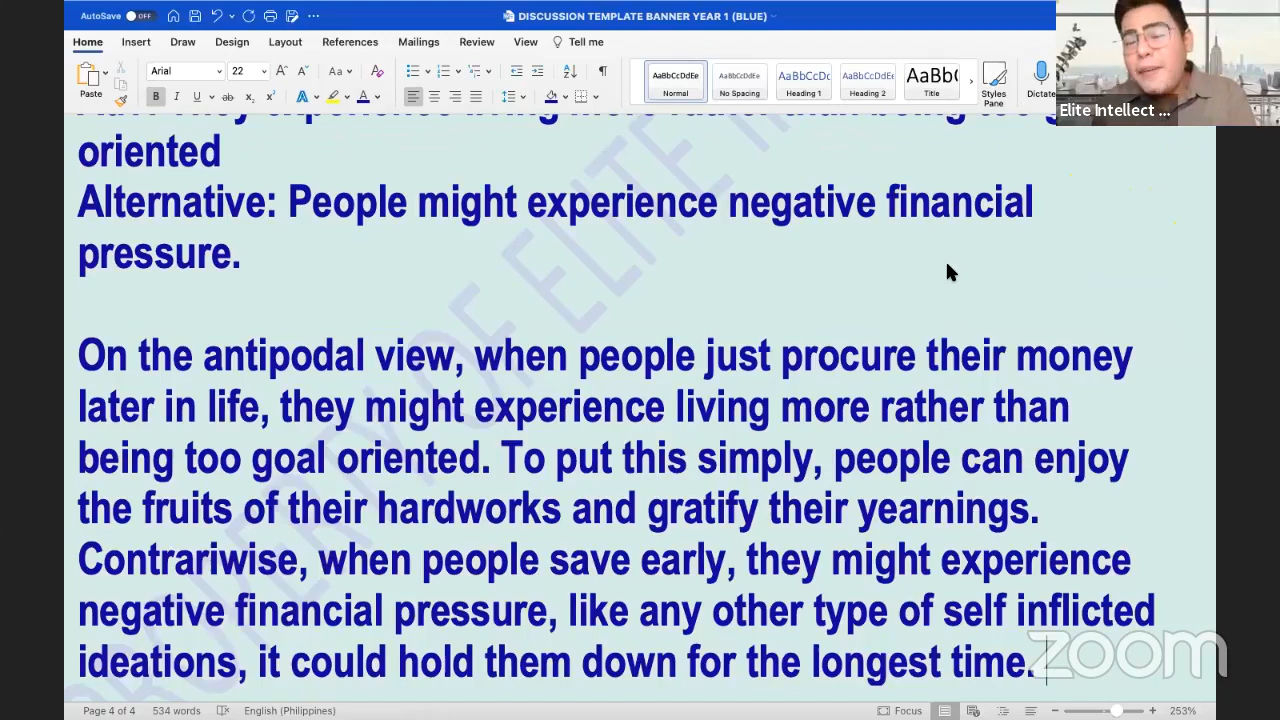 AutoSave OFF DISCUSSION TEMPLATE BANNER YEAR 1 (BLUE)
Home Insert Draw Design Layout References Mailings Review View Tell me
Paste Arial 22 AaBbCcDdEe AaBbCcDdEe AaBbCcDc AaBbCcDdEe AaBb(
Normal No Spacing Heading 1 Heading 2 Title Styles Pane Dictate
Elite Intellect ...
oriented
Alternative: People might experience negative financial
pressure.
On the antipodal view, when people just procure their money
later in life, they might experience living more rather than
being too goal oriented. To put this simply, people can enjoy
the fruits of their hardworks and gratify their yearnings.
Contrariwise, when people save early, they might experience
negative financial pressure, like any other type of self inflicted
ideations, it could hold them down for the longest time.
zoom
PROPERTY OF ELITE
Page 4 of 4 534 words English (Philippines) Focus 253%